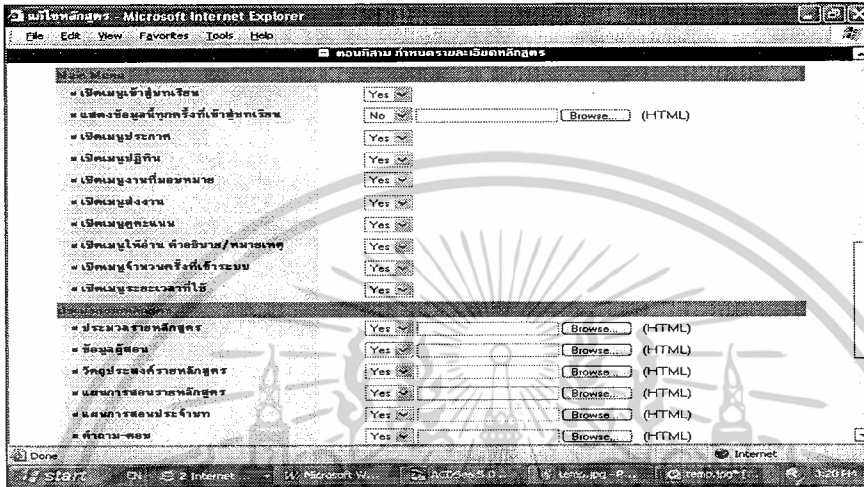 แก้ไขหลักสูตร - Microsoft Internet Explorer
File Edit View Favorites Tools Help
ตอนที่สาม กำหนดรายละเอียดหลักสูตร
Main Menu
เปิดเมนูเข้าสู่บทเรียน Yes
แสดงข้อมูลนี้ทุกครั้งที่เข้าสู่บทเรียน No Browse... (HTML)
เปิดเมนูประกาศ Yes
เปิดเมนูปฏิทิน Yes
เปิดเมนูงานที่มอบหมาย Yes
เปิดเมนูส่งงาน Yes
เปิดเมนูดูคะแนน Yes
เปิดเมนูให้อ่าน คำอธิบาย/หมายเหตุ Yes
เปิดเมนูจำนวนครั้งที่เข้าระบบ Yes
เปิดเมนูระยะเวลาที่ใช้ Yes
ประมวลรายหลักสูตร Yes Browse... (HTML)
ข้อมูลผู้สอน Yes Browse... (HTML)
วัตถุประสงค์รายหลักสูตร Yes Browse... (HTML)
แผนการสอนรายหลักสูตร Yes Browse... (HTML)
แผนการสอนประจำบท Yes Browse... (HTML)
คำถาม-ตอบ Yes Browse... (HTML)
Done Internet
start EN 2 Internet ... Microsoft W... ACDSee 5.0 ... temp.jpg - P... temp.jpg* [... 3:20 PM